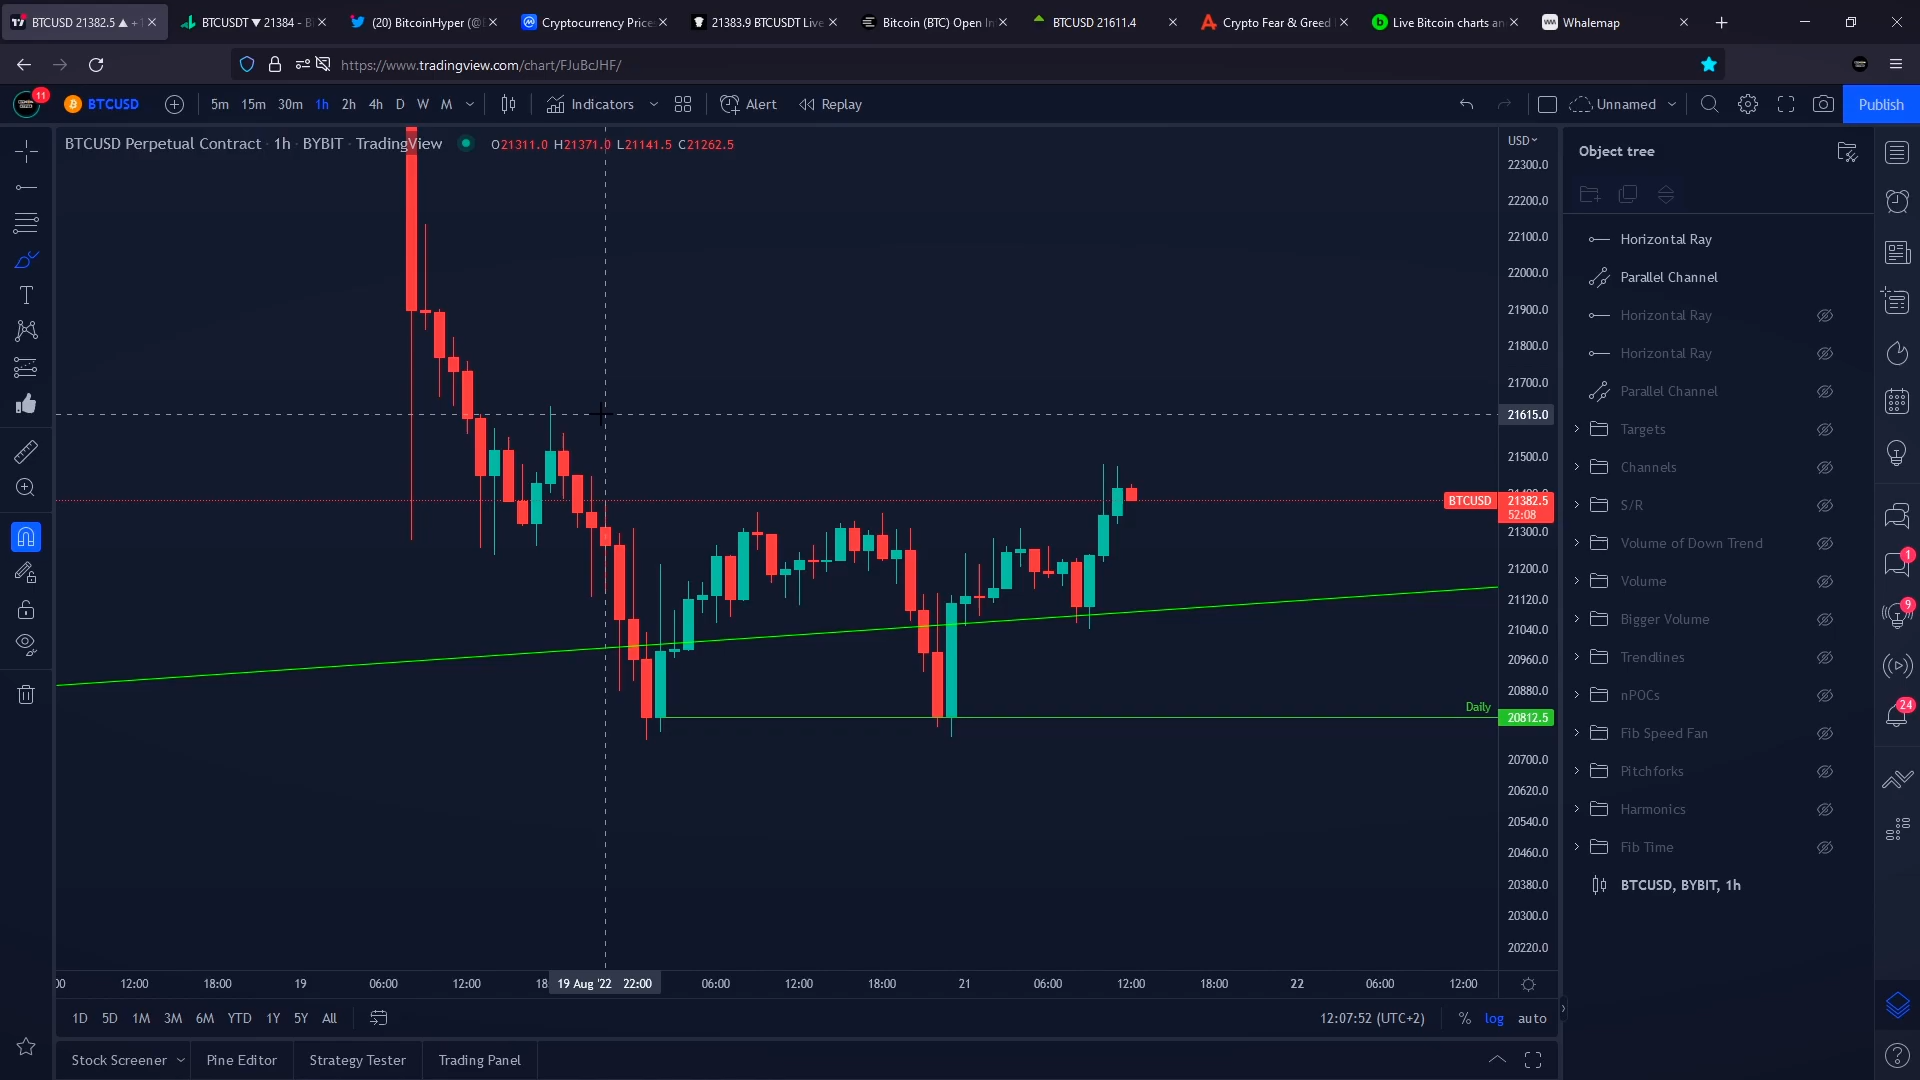 BTCUSD 21382.5 ▲ + 1
BTCUSDT ▼ 21384 - B
(20) BitcoinHyper (@
Cryptocurrency Price
21383.9 BTCUSDT Live
Bitcoin (BTC) Open In
BTCUSD 21611.4
Crypto Fear & Greed
Live Bitcoin charts an
Whalemap
https://www.tradingview.com/chart/FJuBcJHF/
11
BTCUSD
5m 15m 30m 1h 2h 4h D W M
Indicators
Alert
Replay
Unnamed
Publish
BTCUSD Perpetual Contract · 1h · BYBIT · TradingView
O21311.0 H21371.0 L21141.5 C21262.5
USD
22300.0
22200.0
22100.0
22000.0
21900.0
21800.0
21700.0
21615.0
21500.0
BTCUSD 21382.5
52:08
21300.0
21200.0
21120.0
21040.0
20960.0
20880.0
Daily
20812.5
20700.0
20620.0
20540.0
20460.0
20380.0
20300.0
20220.0
Object tree
Horizontal Ray
Parallel Channel
Horizontal Ray
Horizontal Ray
Parallel Channel
Targets
Channels
S/R
Volume of Down Trend
Volume
Bigger Volume
Trendlines
nPOCs
Fib Speed Fan
Pitchforks
Harmonics
Fib Time
BTCUSD, BYBIT, 1h
1
9
24
12:00 18:00 19 06:00 12:00 18 19 Aug '22 22:00 06:00 12:00 18:00 21 06:00 12:00 18:00 22 06:00 12:00
1D 5D 1M 3M 6M YTD 1Y 5Y All
12:07:52 (UTC+2)
% log auto
Stock Screener
Pine Editor
Strategy Tester
Trading Panel